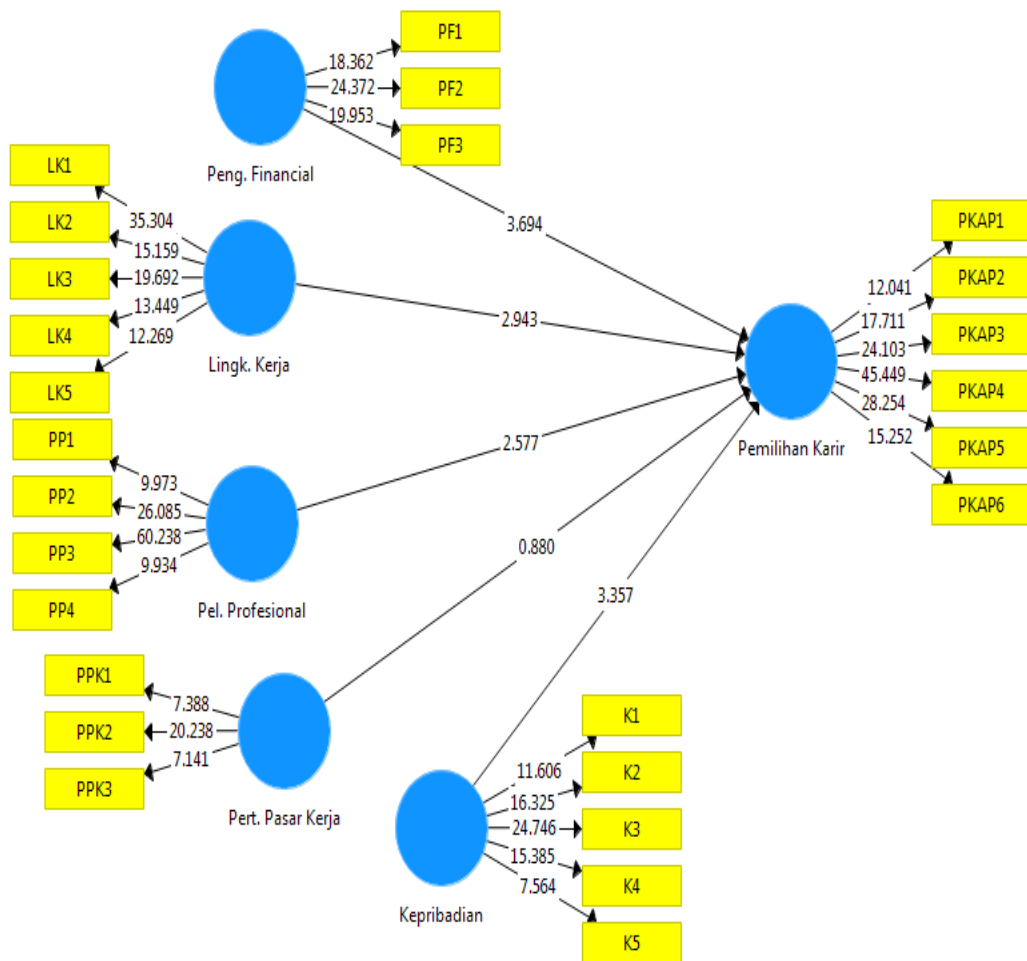 PF1
18.362
24.372
PF2
19.953
PF3
Peng. Financial
LK1
35.304
LK2
15.159
LK3
19.692
13.449
LK4
12.269
LK5
Lingk. Kerja
3.694
2.943
PKAP1
12.041
PKAP2
17.711
PKAP3
24.103
45.449
PKAP4
28.254
PKAP5
15.252
PKAP6
Pemilihan Karir
PP1
9.973
PP2
26.085
PP3
60.238
9.934
PP4
Pel. Profesional
2.577
0.880
3.357
PPK1
7.388
PPK2
20.238
7.141
PPK3
Pert. Pasar Kerja
K1
11.606
K2
16.325
24.746
K3
15.385
K4
7.564
K5
Kepribadian